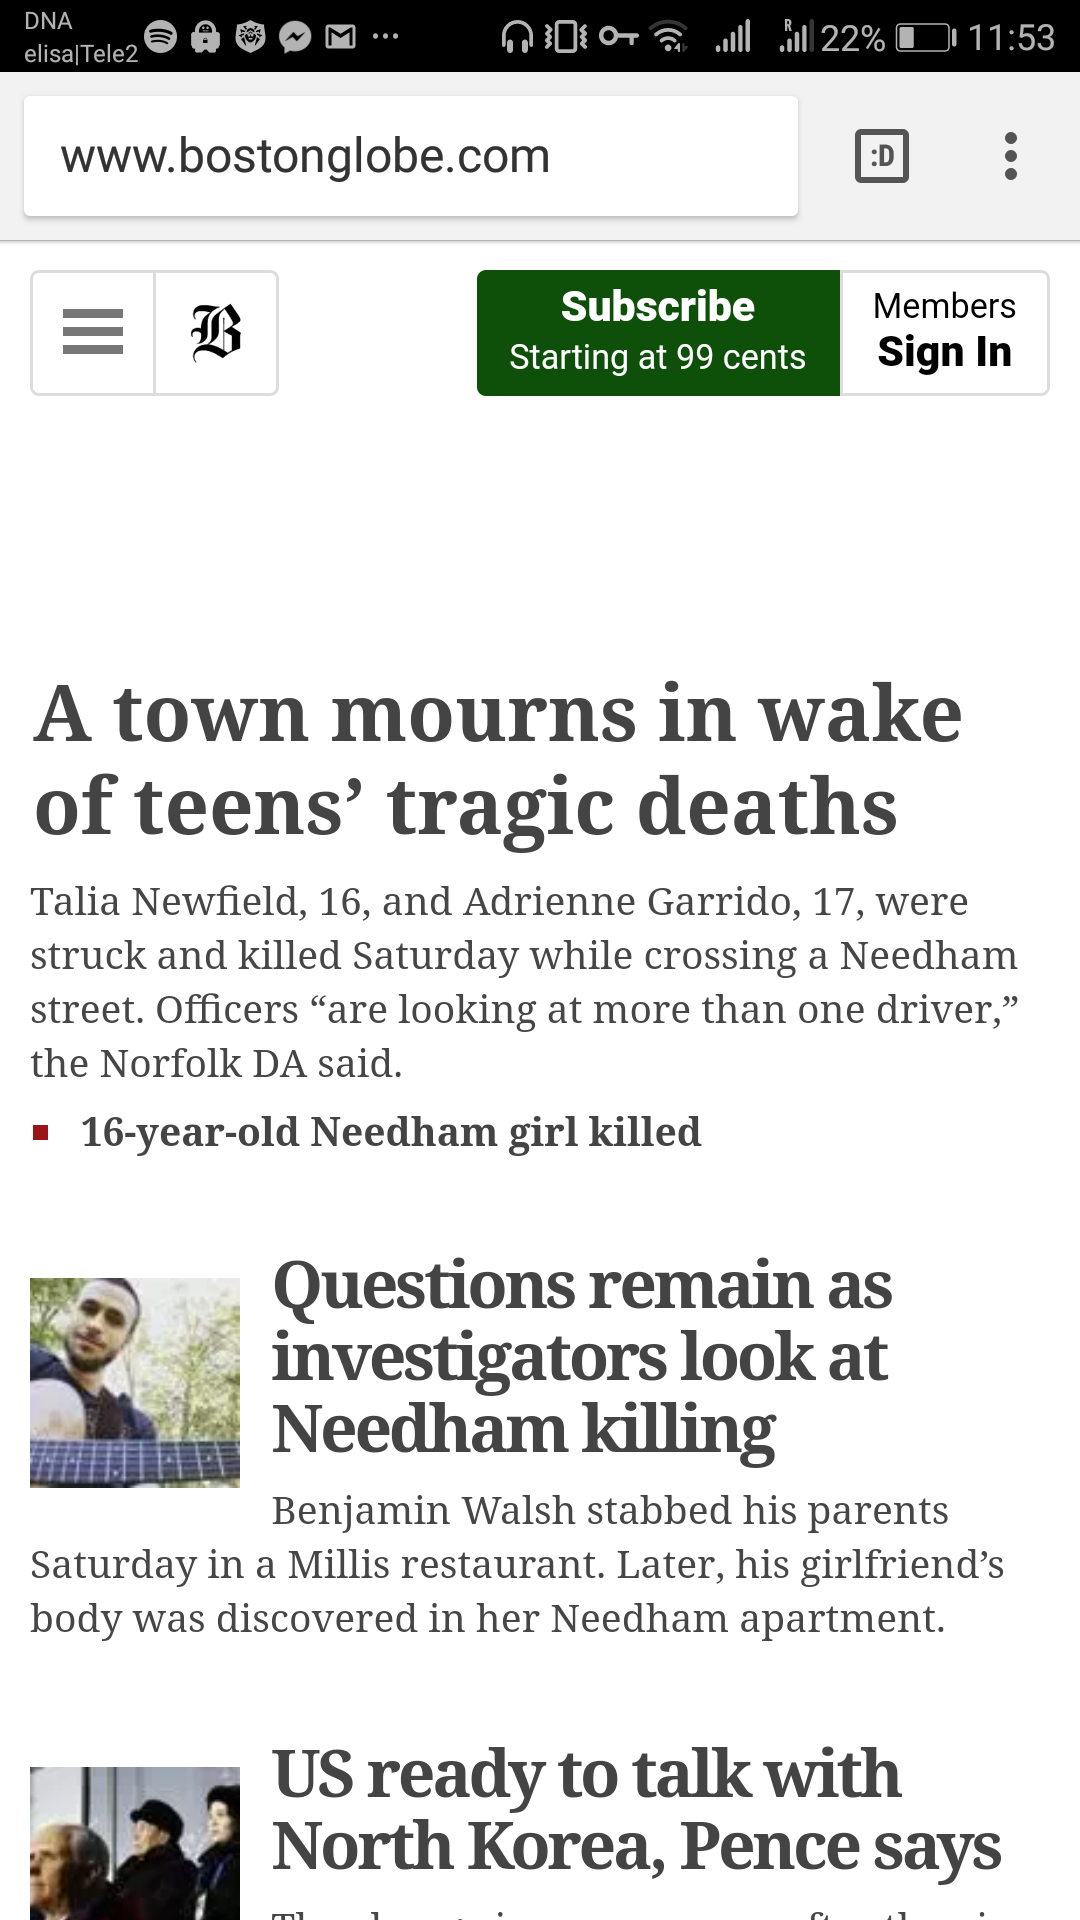 DNA
elisa|Tele2
R
22%
11:53
www.bostonglobe.com
:D
B
Subscribe
Starting at 99 cents
Members
Sign In
A town mourns in wake
of teens’ tragic deaths
Talia Newfield, 16, and Adrienne Garrido, 17, were
struck and killed Saturday while crossing a Needham
street. Officers “are looking at more than one driver,”
the Norfolk DA said.
16-year-old Needham girl killed
Questions remain as
investigators look at
Needham killing
Benjamin Walsh stabbed his parents
Saturday in a Millis restaurant. Later, his girlfriend’s
body was discovered in her Needham apartment.
US ready to talk with
North Korea, Pence says